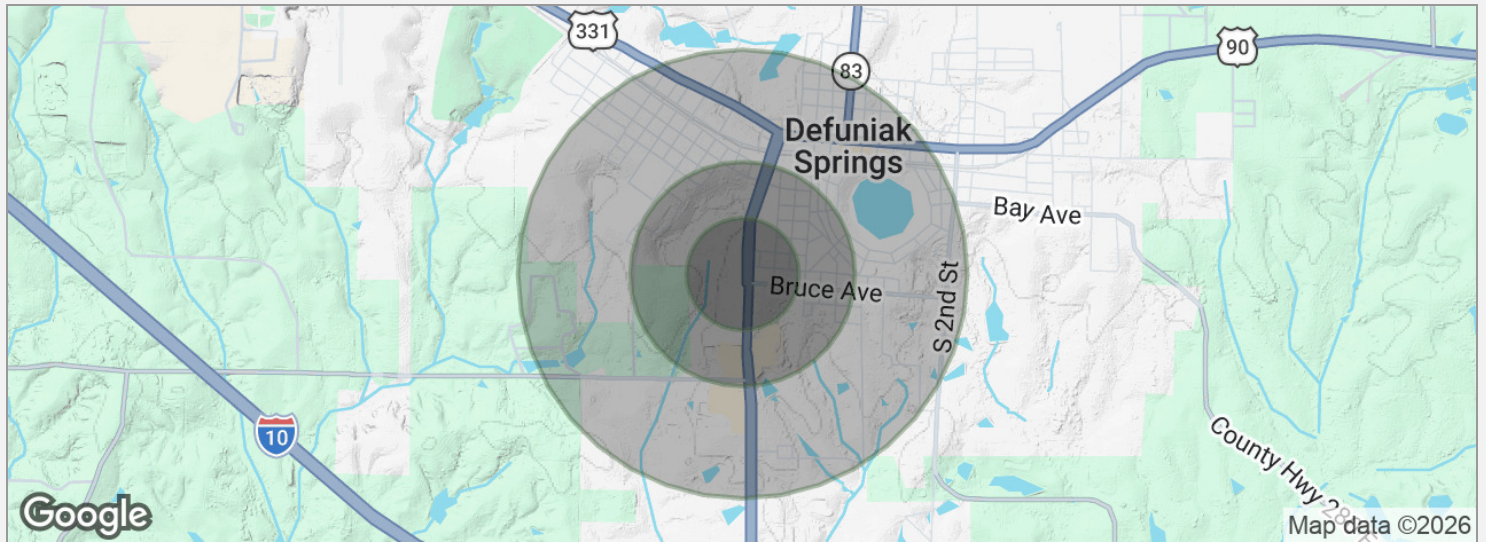 331
83
90
Defuniak
Springs
Bay Ave
Bruce Ave
S 2nd St
10
County Hwy
Google
Map data ©2026